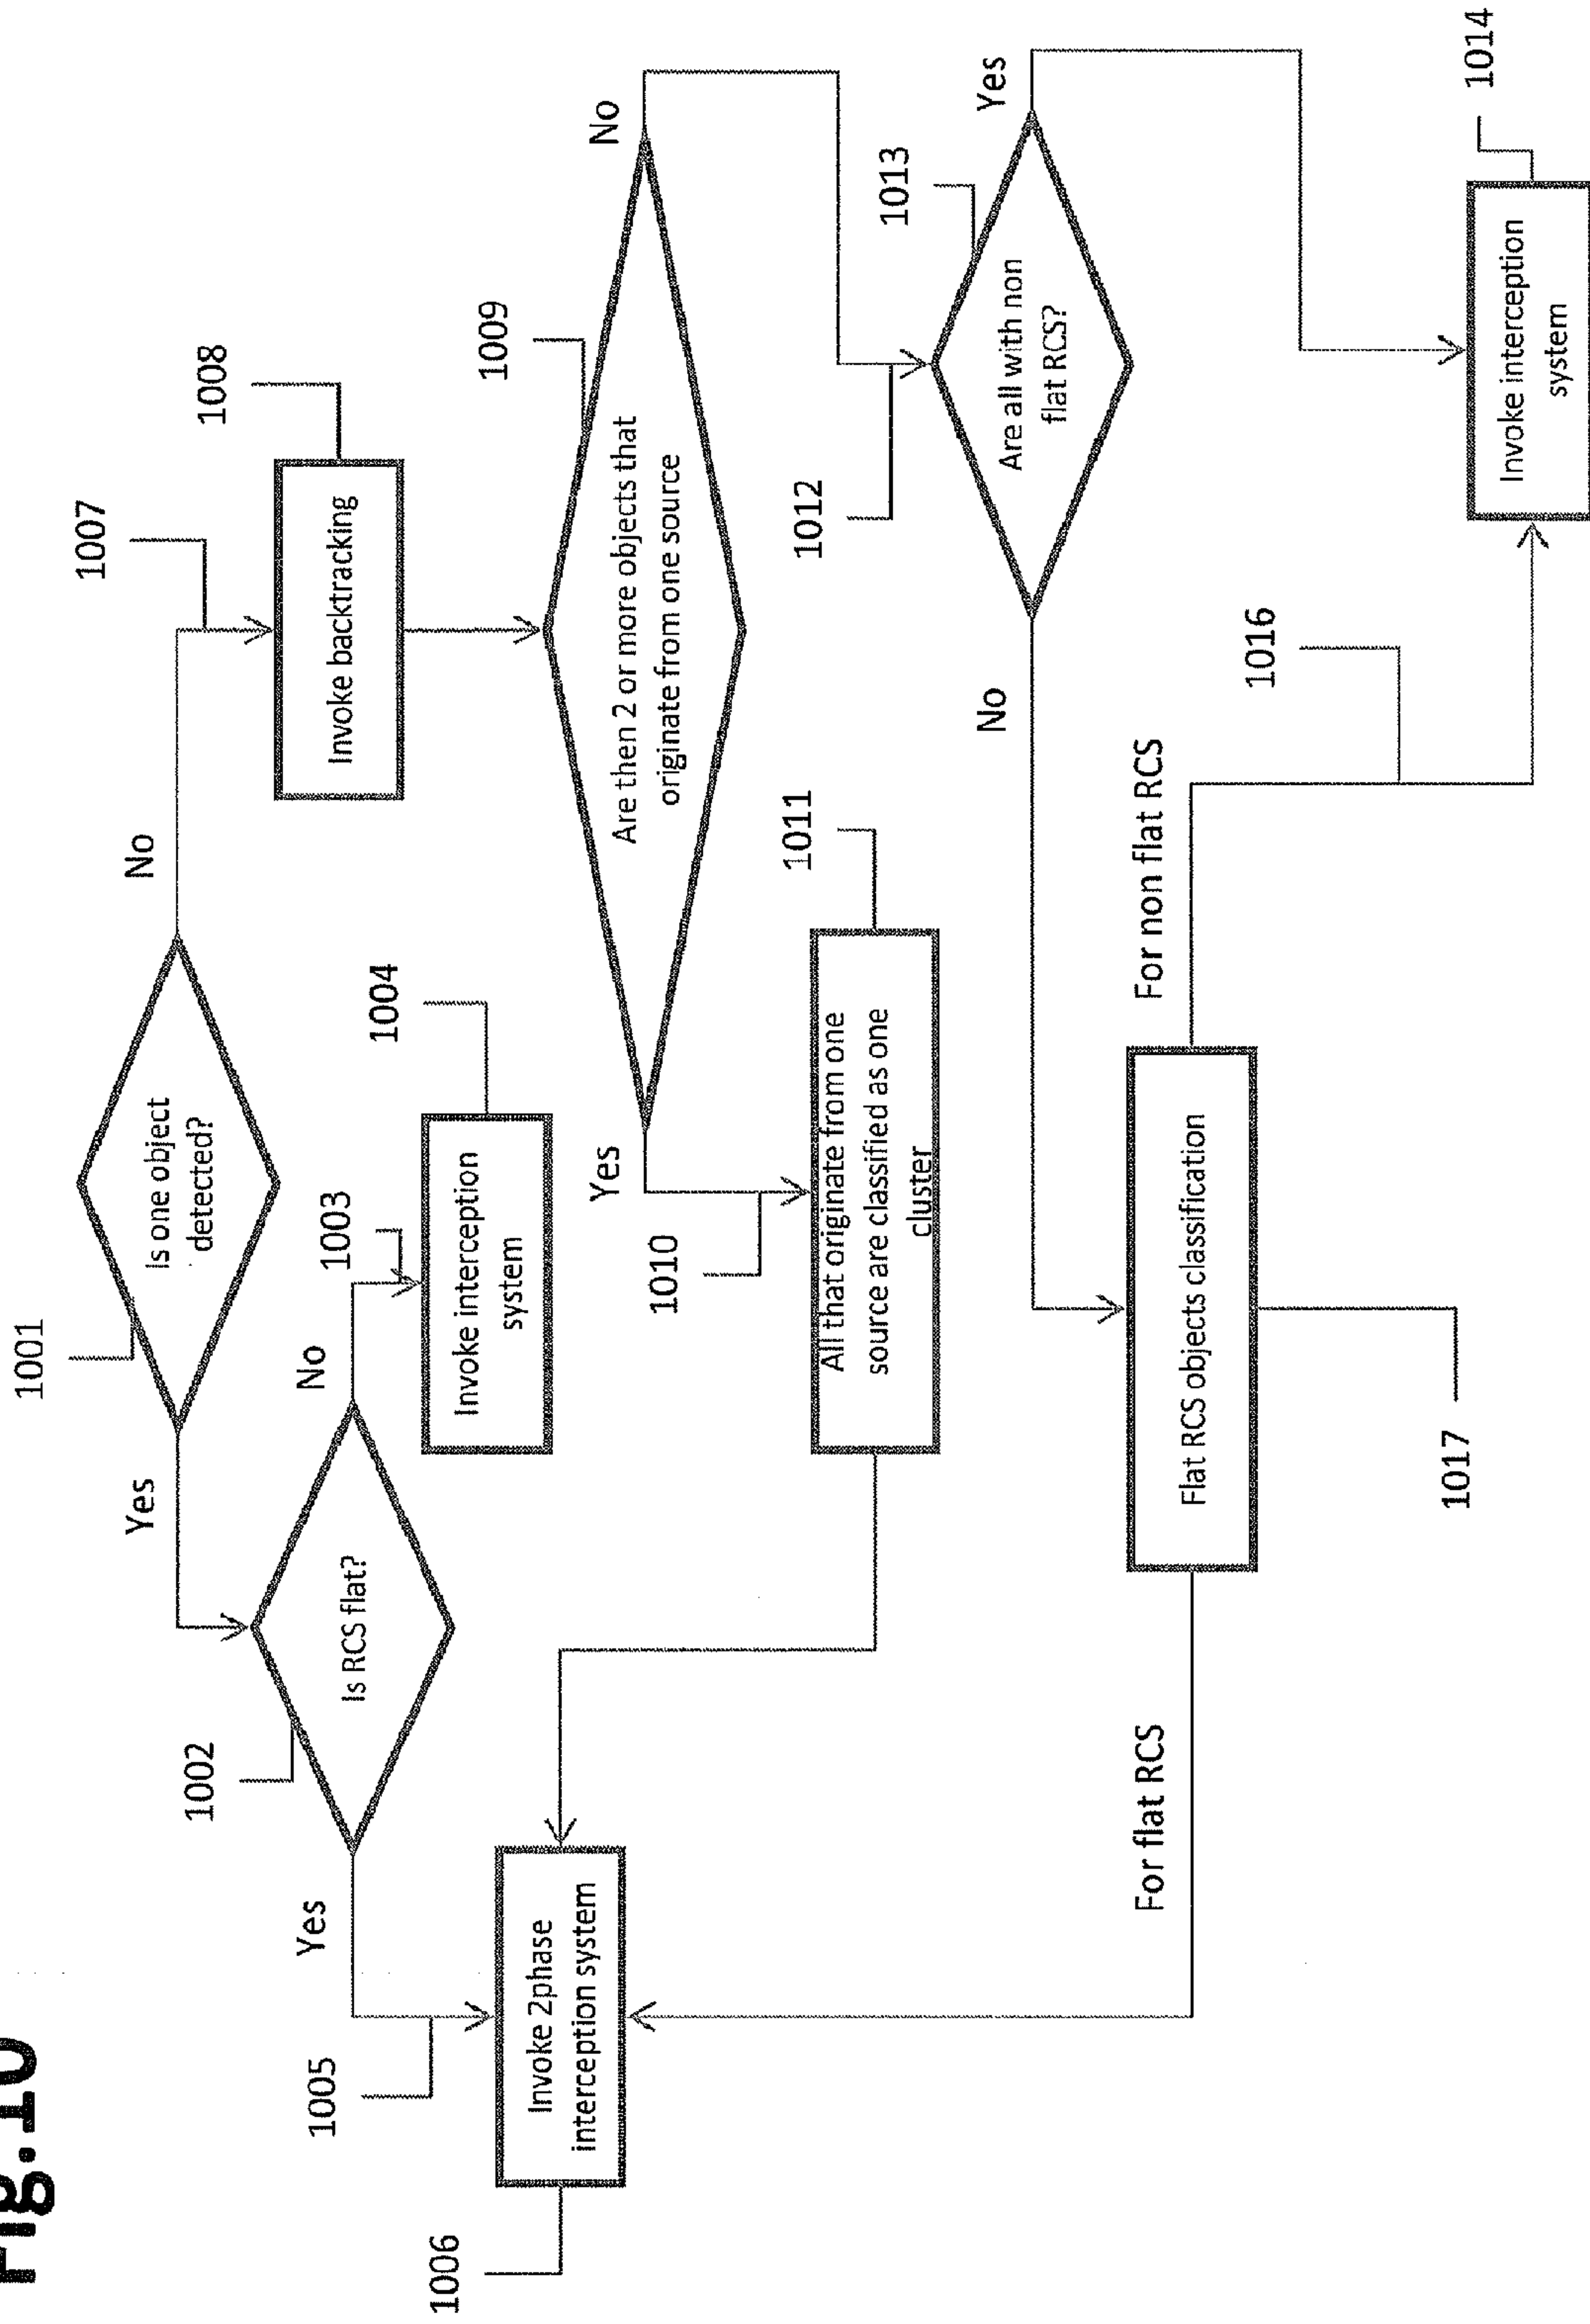 Fig.10
1001
Is one object
detected?
Yes
No
1007
1002
Is RCS flat?
Yes
No
1003
1004
Invoke interception
system
1008
Invoke backtracking
1005
1006
Invoke 2phase
interception system
1009
Are then 2 or more objects that
originate from one source
Yes
No
1010
1011
All that originate from one
source are classified as one
cluster
1012
1013
Are all with non
flat RCS?
No
Yes
For flat RCS
Flat RCS objects classification
For non flat RCS
1016
1017
1014
Invoke interception
system